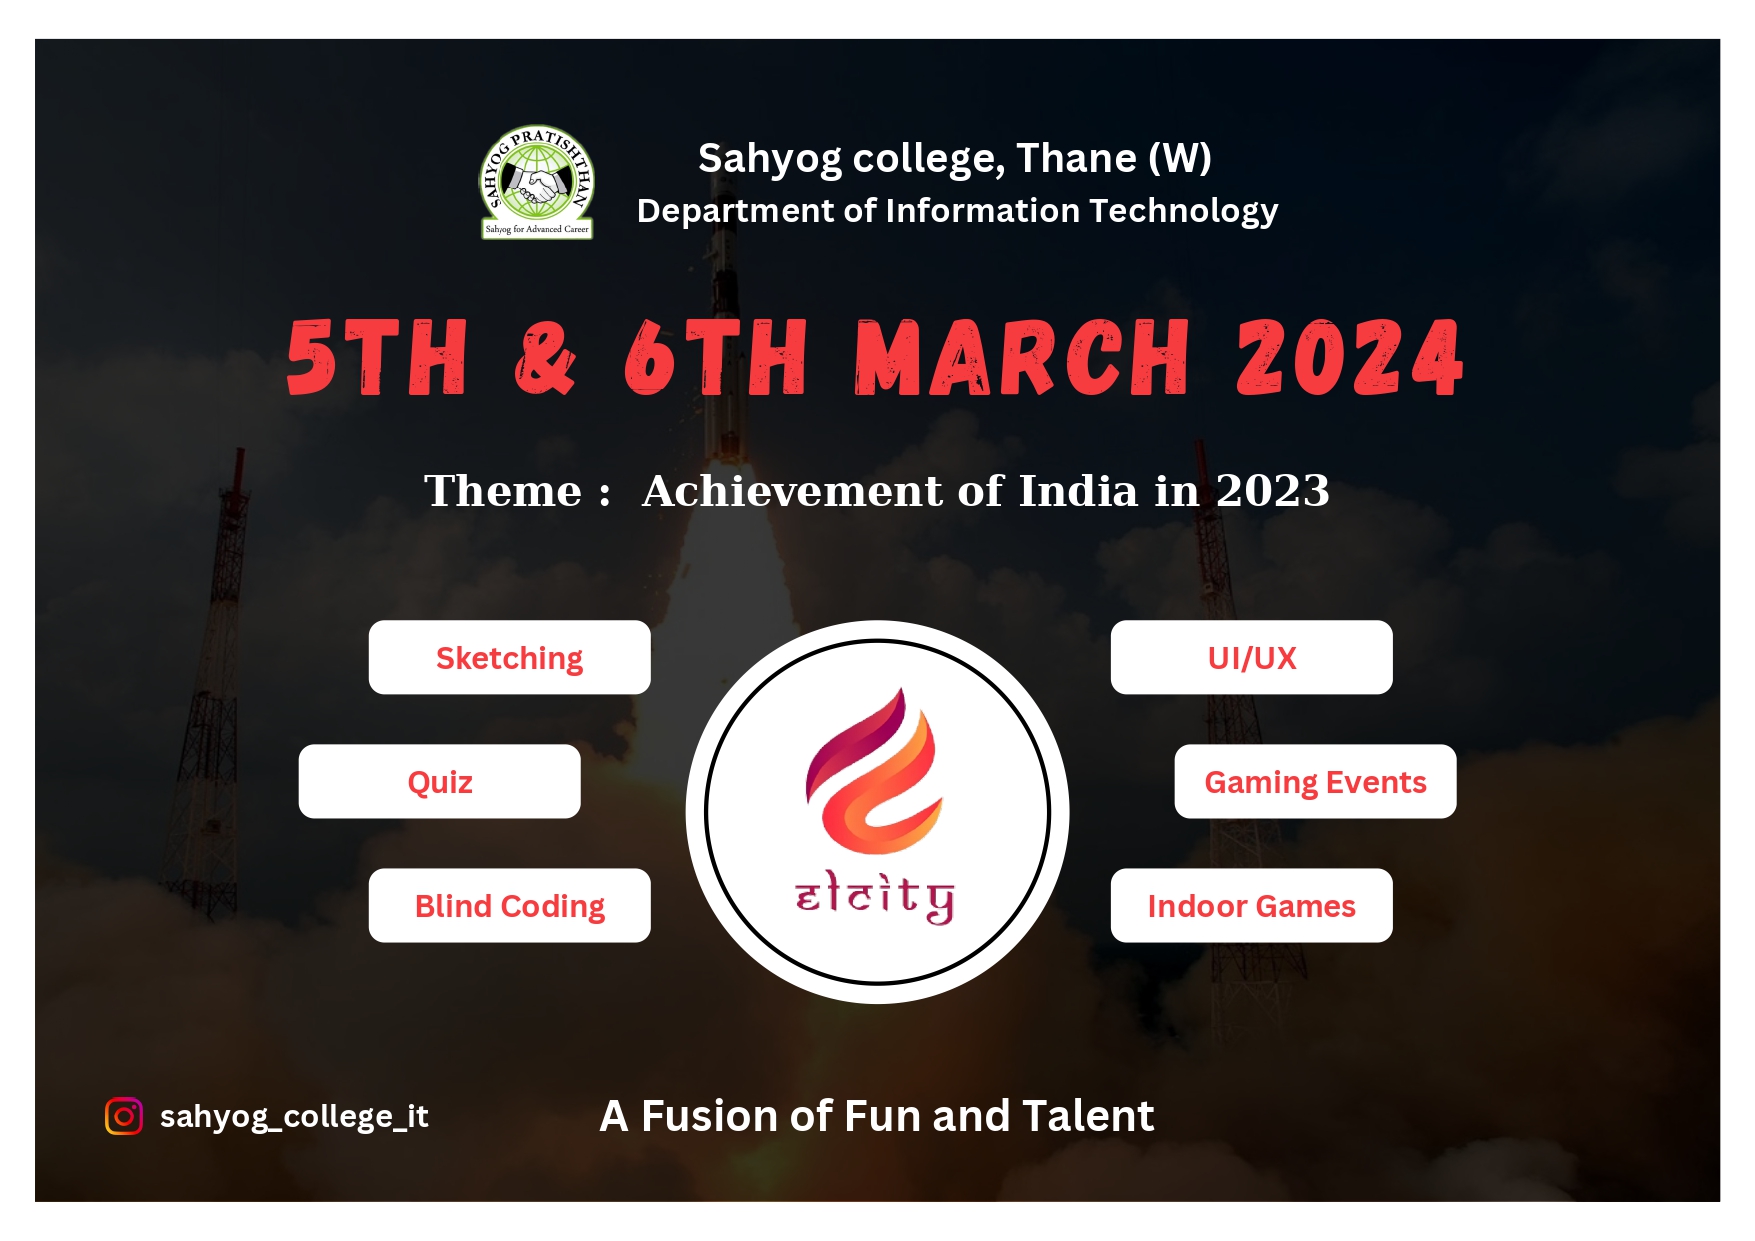 SAHYOG PRATISHTHAN
Sahyog for Advanced Career
Sahyog college, Thane (W)
Department of Information Technology
5TH & 6TH MARCH 2024
Theme : Achievement of India in 2023
Sketching
UI/UX
Quiz
Gaming Events
Blind Coding
Indoor Games
elcity
sahyog_college_it
A Fusion of Fun and Talent